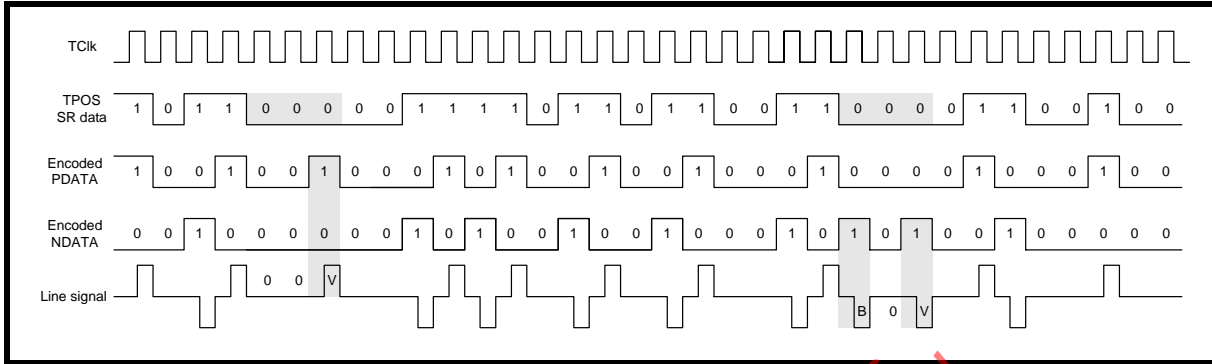 TClk
TPOS
SR data
1 0 1 1 0 0 0 0 0 1 1 1 1 0 1 1 0 1 1 0 0 1 1 0 0 0 0 1 1 0 0 1 0 0
Encoded
PDATA
1 0 0 1 0 0 1 0 0 0 1 0 1 0 0 1 0 0 1 0 0 0 1 0 0 0 0 1 0 0 0 1 0 0
Encoded
NDATA
0 0 1 0 0 0 0 0 0 1 0 1 0 0 1 0 0 1 0 0 0 1 0 1 0 1 0 0 1 0 0 0 0 0
Line signal
0 0 V B 0 V